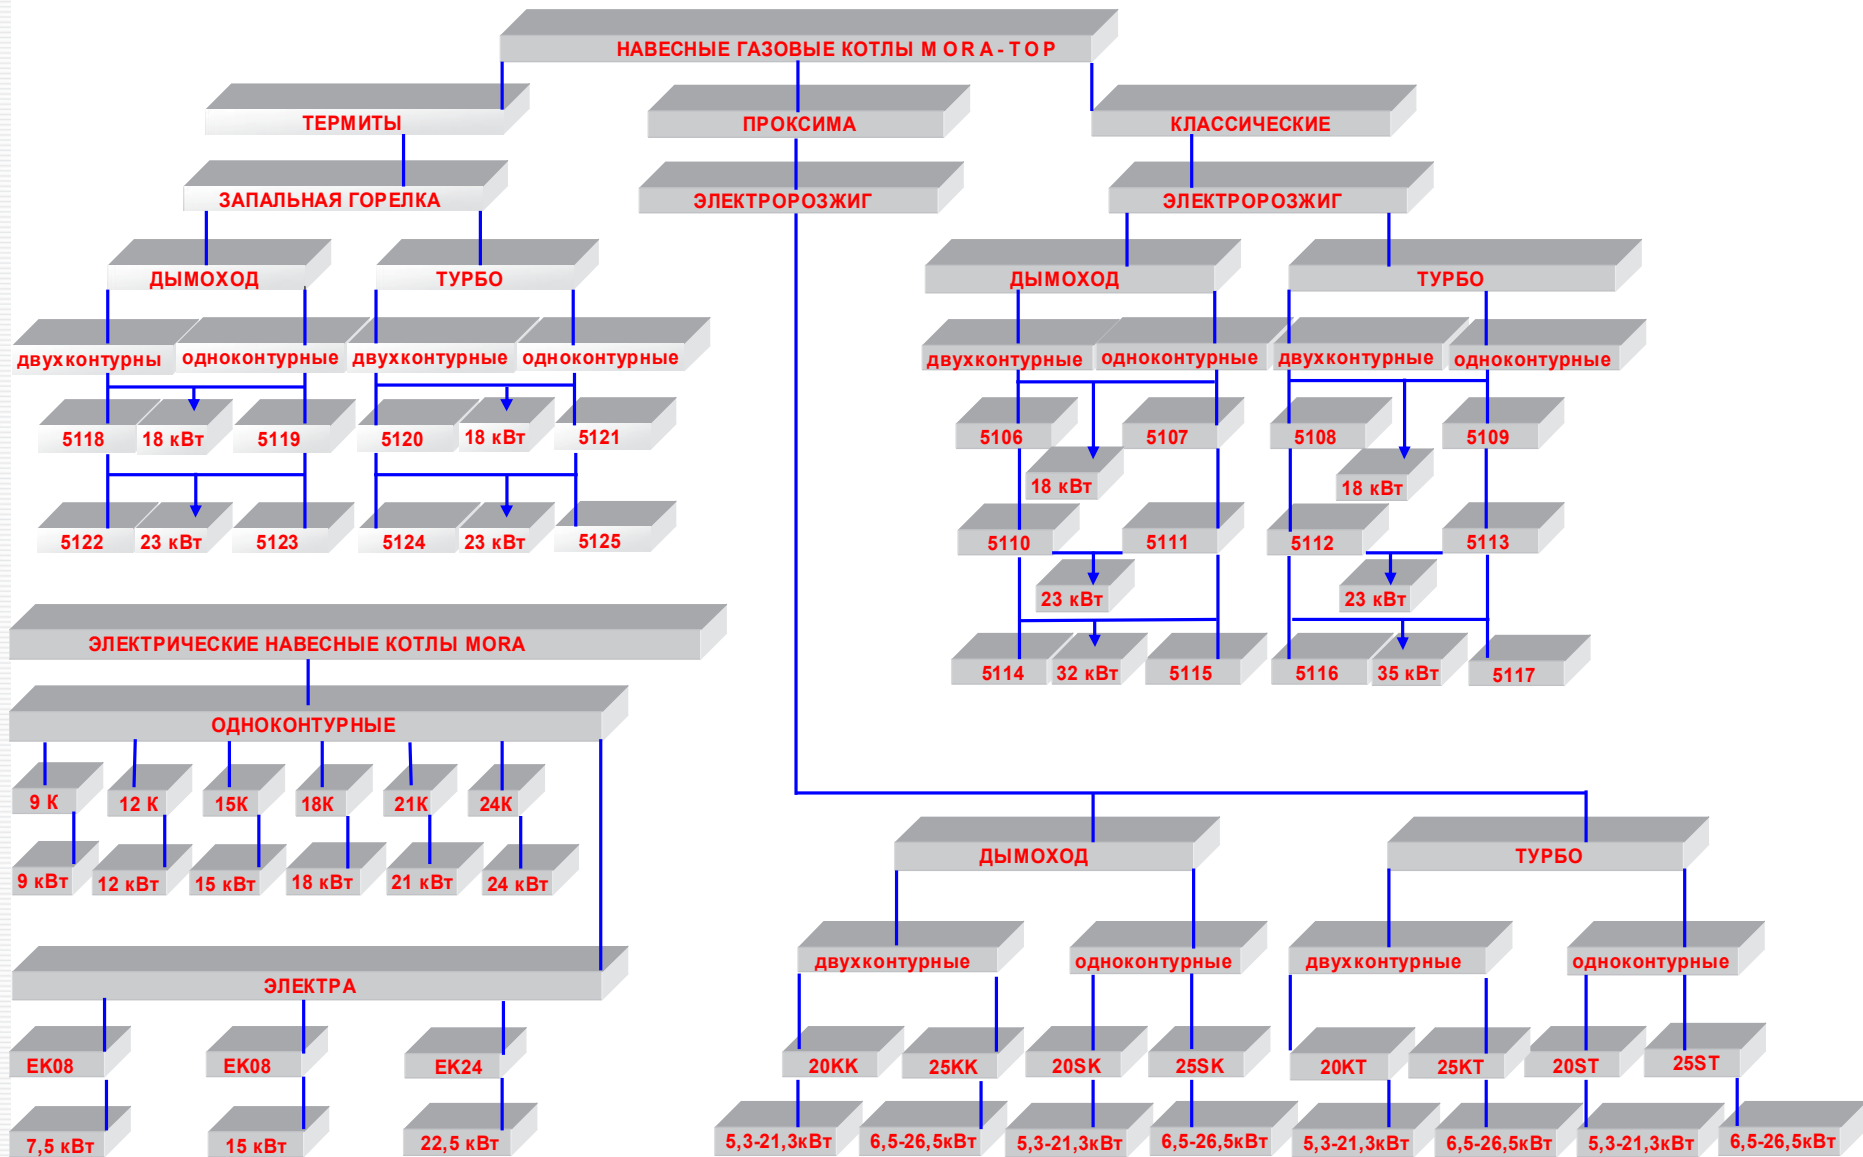 НАВЕСНЫЕ ГАЗОВЫЕ КОТЛЫ M O R A - T O P
ТЕРМИТЫ
ПРОКСИМА
КЛАССИЧЕСКИЕ
ЗАПАЛЬНАЯ ГОРЕЛКА
ЭЛЕКТРОРОЗЖИГ
ЭЛЕКТРОРОЗЖИГ
ДЫМОХОД
ТУРБО
ДЫМОХОД
ТУРБО
двухконтурны
одноконтурные
двухконтурные
одноконтурные
двухконтурные
одноконтурные
двухконтурные
одноконтурные
5118
18 кВт
5119
5120
18 кВт
5121
5106
5107
5108
5109
18 кВт
18 кВт
5122
23 кВт
5123
5124
23 кВт
5125
5110
5111
5112
5113
23 кВт
23 кВт
5114
32 кВт
5115
5116
35 кВт
5117
ЭЛЕКТРИЧЕСКИЕ НАВЕСНЫЕ КОТЛЫ MORA
ОДНОКОНТУРНЫЕ
9 К
12 К
15К
18К
21К
24К
9 кВт
12 кВт
15 кВт
18 кВт
21 кВт
24 кВт
ЭЛЕКТРА
EK08
EK08
EK24
7,5 кВт
15 кВт
22,5 кВт
ДЫМОХОД
ТУРБО
двухконтурные
одноконтурные
двухконтурные
одноконтурные
20KK
25KK
20SK
25SK
20KT
25KT
20ST
25ST
5,3-21,3кВт
6,5-26,5кВт
5,3-21,3кВт
6,5-26,5кВт
5,3-21,3кВт
6,5-26,5кВт
5,3-21,3кВт
6,5-26,5кВт